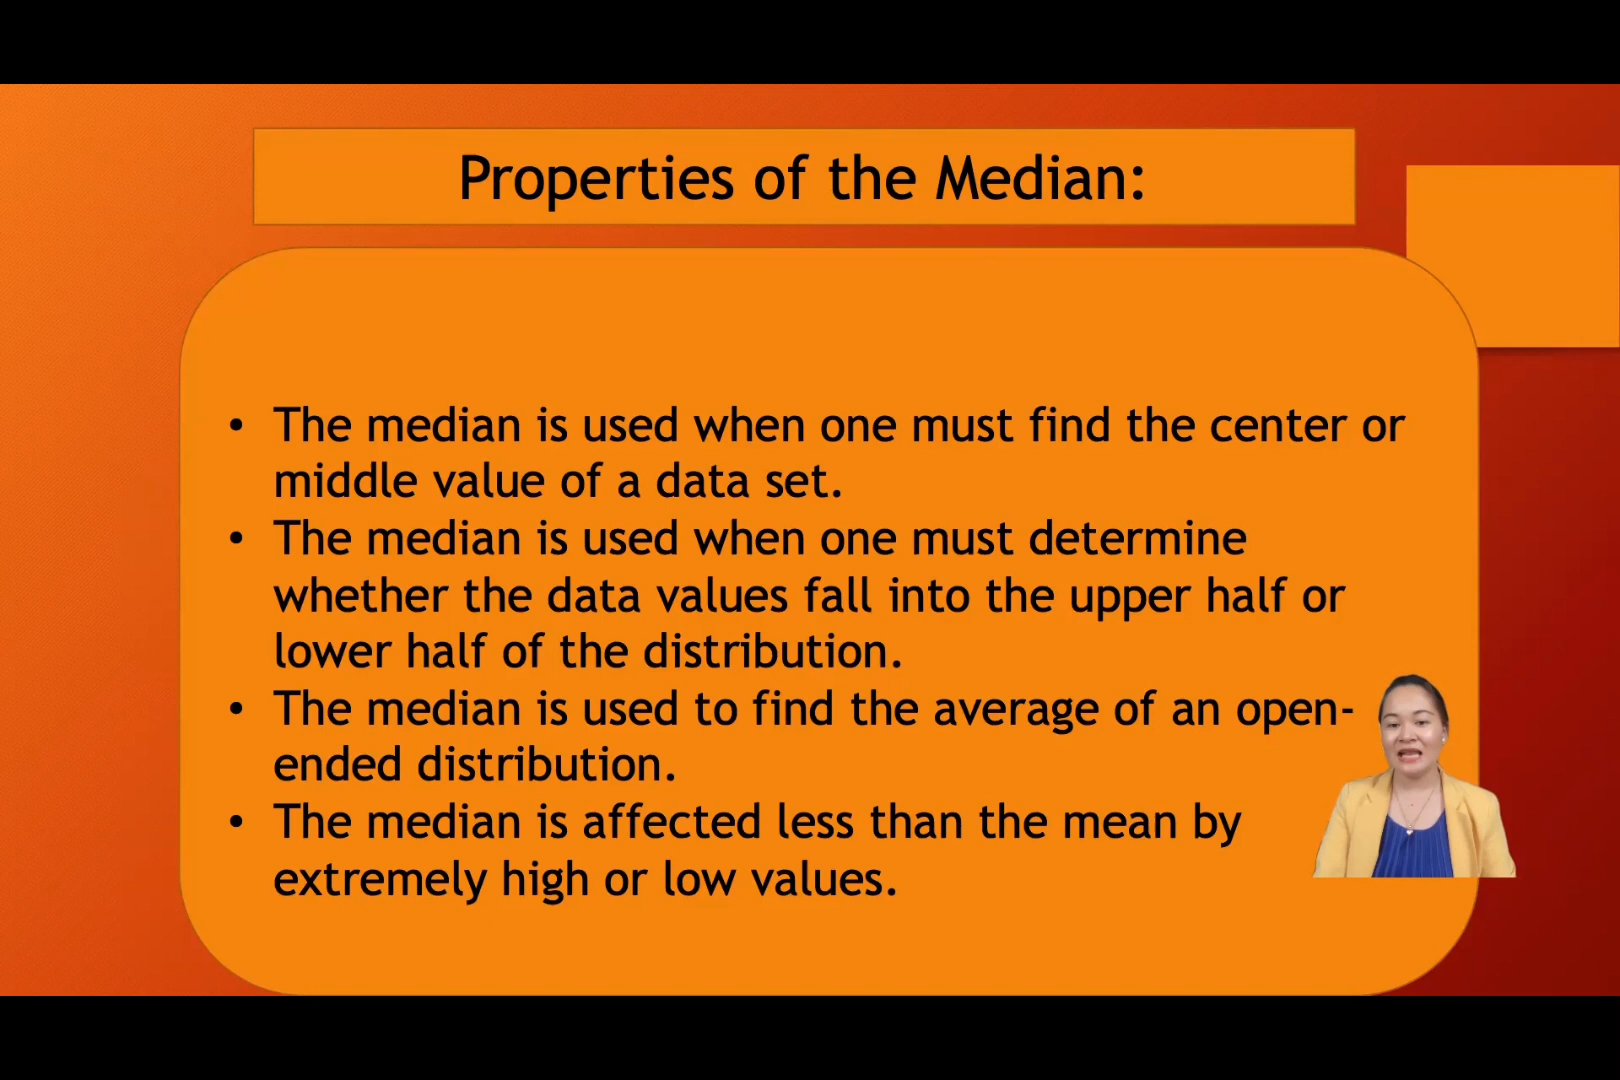 Properties of the Median:
• The median is used when one must find the center or
middle value of a data set.
• The median is used when one must determine
whether the data values fall into the upper half or
lower half of the distribution.
• The median is used to find the average of an open-
ended distribution.
• The median is affected less than the mean by
extremely high or low values.